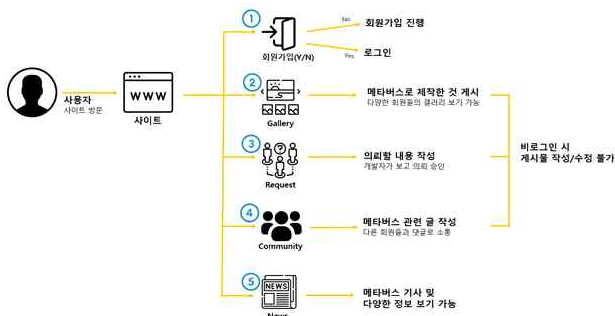 사용자
사이트 방문
WWW
사이트
1
회원가입(Y/N)
No
회원가입 진행
Yes
로그인
2
Gallery
메타버스로 제작한 것 게시
다양한 회원들의 갤러리 보기 가능
3
Request
의뢰할 내용 작성
개발자가 보고 의뢰 승인
4
Community
메타버스 관련 글 작성
다른 회원들과 댓글로 소통
비로그인 시
게시물 작성/수정 불가
5
NEWS
News
메타버스 기사 및
다양한 정보 보기 가능